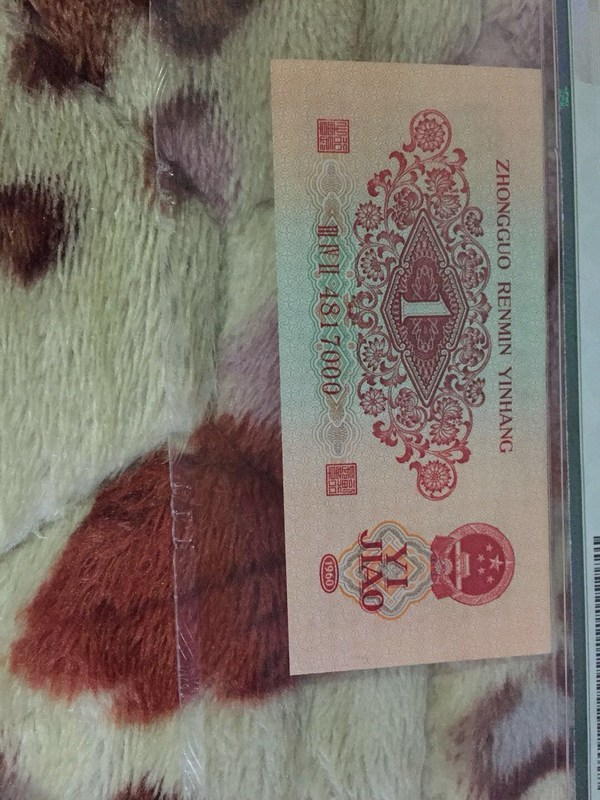 ZHONGGUO RENMIN YINHANG
1
Ⅲ Ⅳ Ⅱ 4817000
YI
JIAO
1960